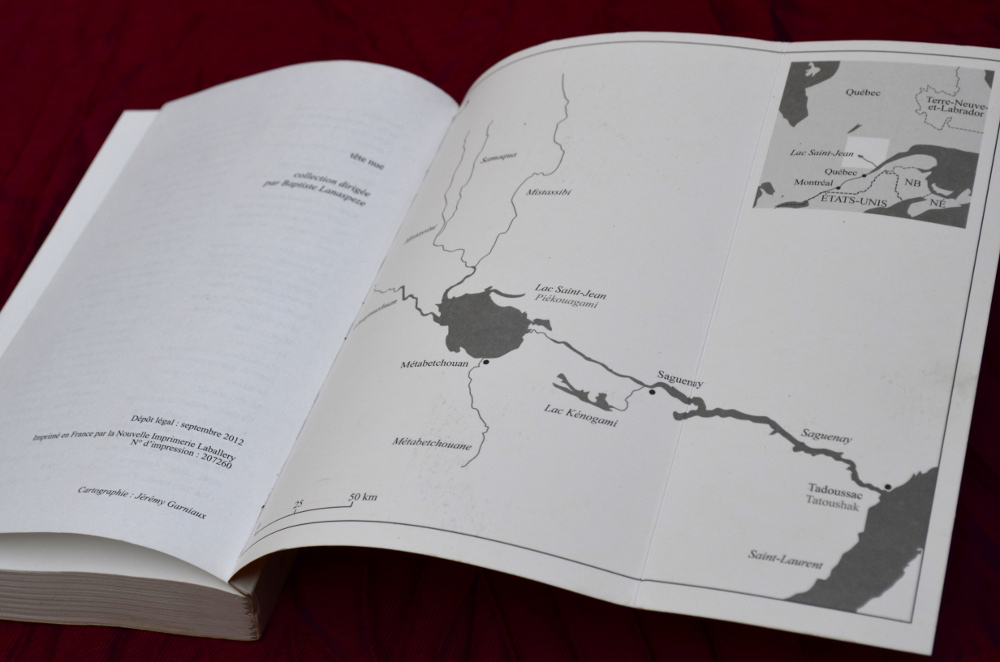 tête nue
collection dirigée
par Baptiste Lanaspeze
Dépôt légal : septembre 2012
Imprimé en France par la Nouvelle Imprimerie Laballery
N° d'impression : 207260
Cartographie : Jérémy Garniaux
Québec
Terre-Neuve-
et-Labrador
Lac Saint-Jean
Québec
Montréal
NB
ÉTATS-UNIS
NÉ
Samaqua
Mistassibi
Lac Saint-Jean
Piékouagami
Métabetchouan
Saguenay
Lac Kénogami
Métabetchouane
Saguenay
Tadoussac
Tatoushak
25
50 km
Saint-Laurent